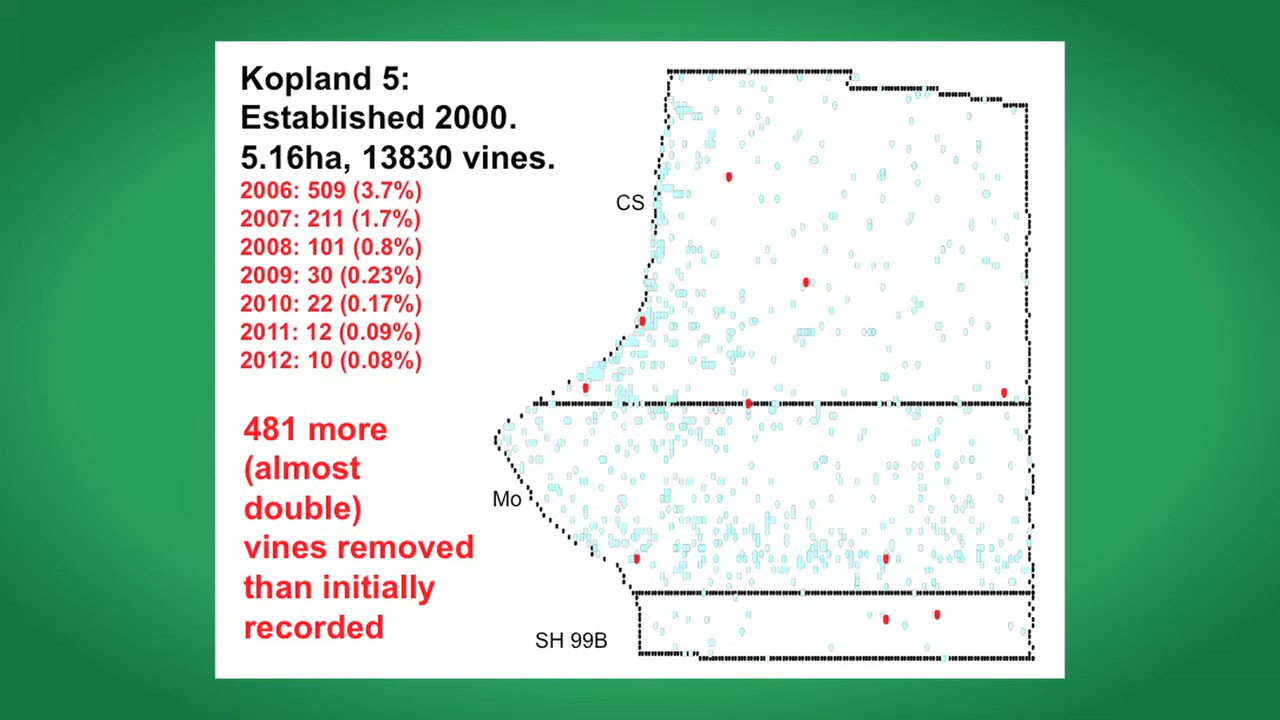 Kopland 5:
Established 2000.
5.16ha, 13830 vines.
2006: 509 (3.7%)
2007: 211 (1.7%)
2008: 101 (0.8%)
2009: 30 (0.23%)
2010: 22 (0.17%)
2011: 12 (0.09%)
2012: 10 (0.08%)
481 more
(almost
double)
vines removed
than initially
recorded
CS
Mo
SH 99B